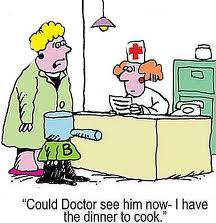 B
"Could Doctor see him now- I have
the dinner to cook."